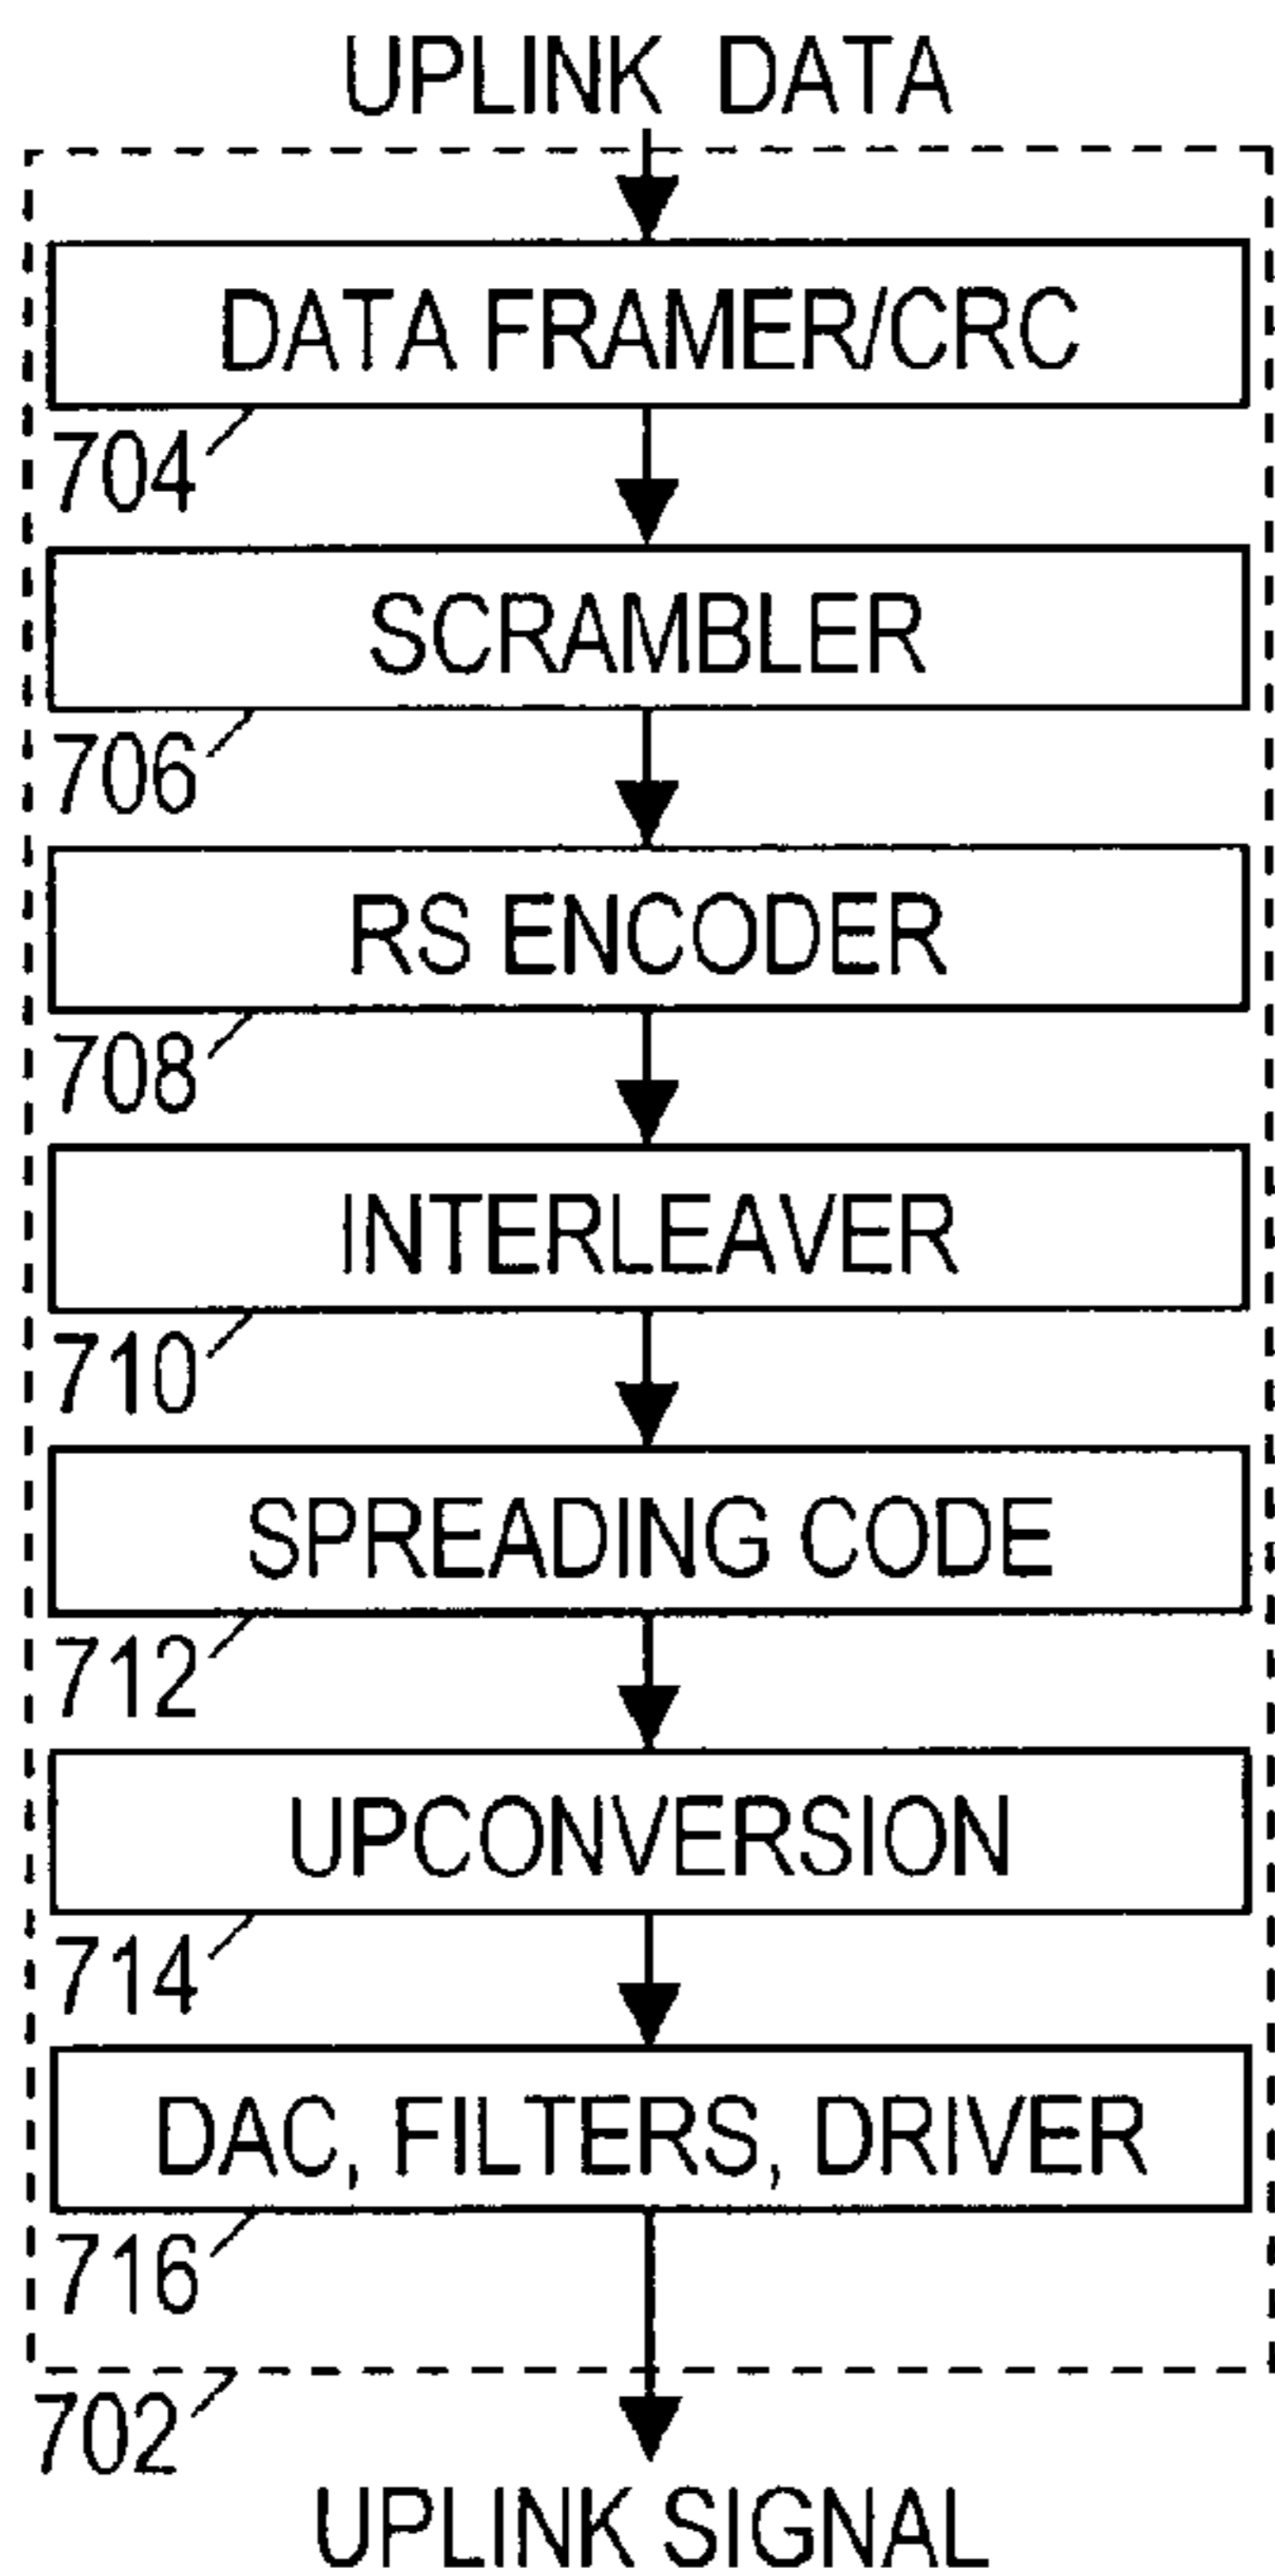 UPLINK DATA
DATA FRAMER/CRC
704
SCRAMBLER
706
RS ENCODER
708
INTERLEAVER
710
SPREADING CODE
712
UPCONVERSION
714
DAC, FILTERS, DRIVER
716
702
UPLINK SIGNAL